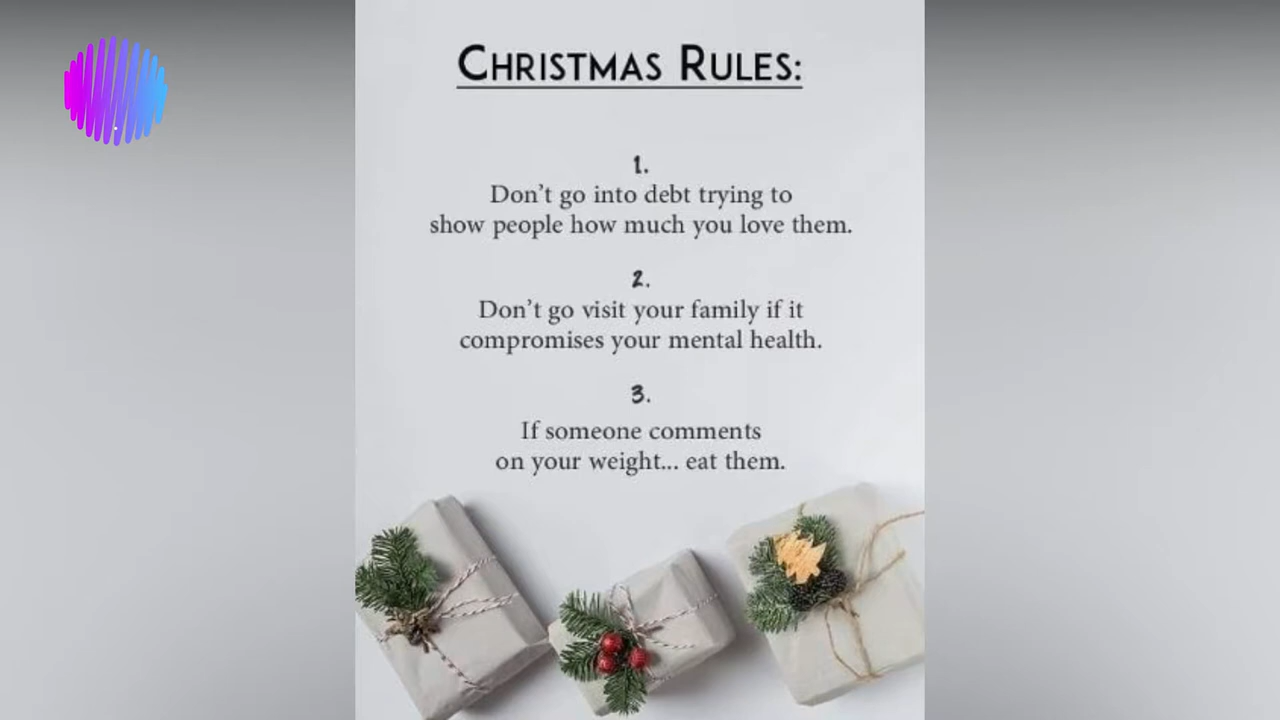 Christmas Rules:
1.
Don't go into debt trying to
show people how much you love them.
2.
Don't go visit your family if it
compromises your mental health.
3.
If someone comments
on your weight... eat them.